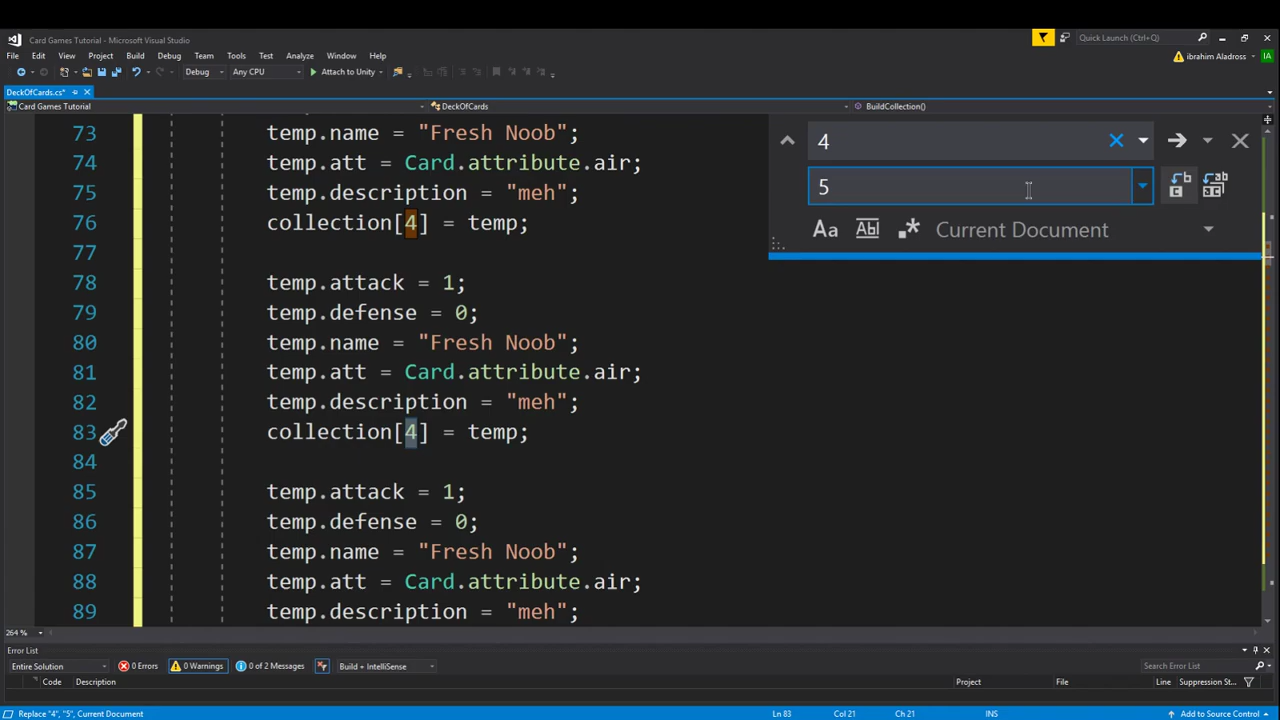 Card Games Tutorial - Microsoft Visual Studio
Quick Launch (Ctrl+Q)
File Edit View Project Build Debug Team Tools Test Analyze Window Help
ibrahim Aladross IA
Debug Any CPU Attach to Unity
DeckOfCards.cs*
Card Games Tutorial DeckOfCards BuildCollection()
73 temp.name = "Fresh Noob";
74 temp.att = Card.attribute.air;
75 temp.description = "meh";
76 collection[4] = temp;
77
78 temp.attack = 1;
79 temp.defense = 0;
80 temp.name = "Fresh Noob";
81 temp.att = Card.attribute.air;
82 temp.description = "meh";
83 collection[4] = temp;
84
85 temp.attack = 1;
86 temp.defense = 0;
87 temp.name = "Fresh Noob";
88 temp.att = Card.attribute.air;
89 temp.description = "meh";
4
5
Aa Abl .* Current Document
264 %
Error List
Entire Solution 0 Errors 0 Warnings 0 of 2 Messages Build + IntelliSense Search Error List
Code Description Project File Line Suppression St...
Replace "4", "5", Current Document Ln 83 Col 21 Ch 21 INS Add to Source Control